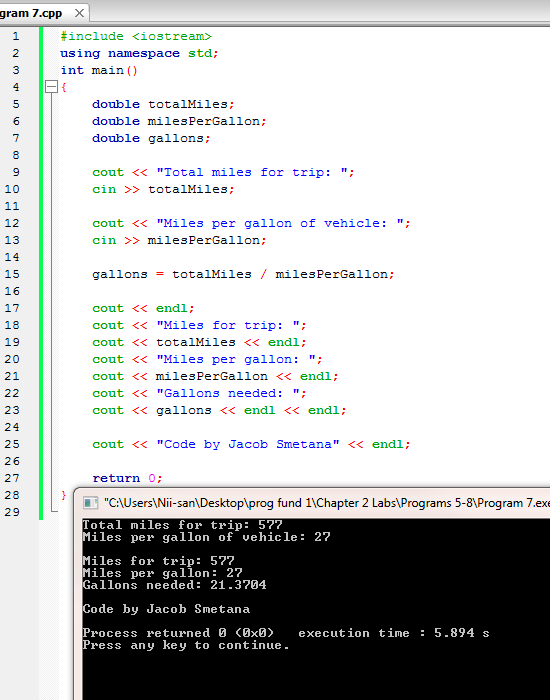 gram 7.cpp
1 #include <iostream>
2 using namespace std;
3 int main()
4 {
5 double totalMiles;
6 double milesPerGallon;
7 double gallons;
8
9 cout << "Total miles for trip: ";
10 cin >> totalMiles;
11
12 cout << "Miles per gallon of vehicle: ";
13 cin >> milesPerGallon;
14
15 gallons = totalMiles / milesPerGallon;
16
17 cout << endl;
18 cout << "Miles for trip: ";
19 cout << totalMiles << endl;
20 cout << "Miles per gallon: ";
21 cout << milesPerGallon << endl;
22 cout << "Gallons needed: ";
23 cout << gallons << endl << endl;
24
25 cout << "Code by Jacob Smetana" << endl;
26
27 return 0;
28 }
29
"C:\Users\Nii-san\Desktop\prog fund 1\Chapter 2 Labs\Programs 5-8\Program 7.exe
Total miles for trip: 577
Miles per gallon of vehicle: 27
Miles for trip: 577
Miles per gallon: 27
Gallons needed: 21.3704
Code by Jacob Smetana
Process returned 0 (0x0)   execution time : 5.894 s
Press any key to continue.